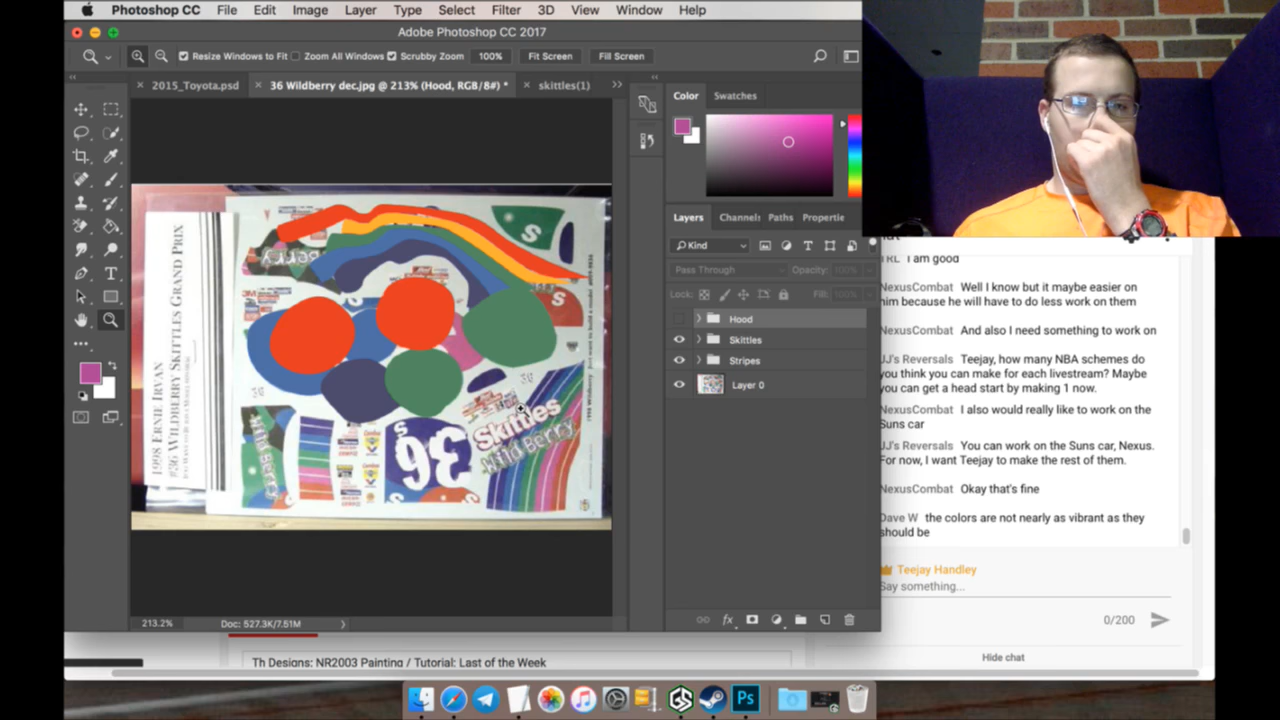 Photoshop CC File Edit Image Layer Type Select Filter 3D View Window Help
Adobe Photoshop CC 2017
Resize Windows to Fit Zoom All Windows Scrubby Zoom 100% Fit Screen Fill Screen
2015_Toyota.psd 36 Wildberry dec.jpg @ 213% (Hood, RGB/8#) * skittles(1)
Color Swatches
Layers Channels Paths Propertie
Kind
Pass Through Opacity: 100%
Lock: Fill: 100%
Hood
Skittles
Stripes
Layer 0
1998 ERNIE IRVAN
#36 WILDBERRY SKITTLES GRAND PRIX
S
S
36
Skittles
Wild Berry
213.2% Doc: 527.3K/7.51M
I am good
NexusCombat Well I know but it maybe easier on
him because he will have to do less work on them
NexusCombat And also I need something to work on
JJ's Reversals Teejay, how many NBA schemes do
you think you can make for each livestream? Maybe
you can get a head start by making 1 now.
NexusCombat I also would really like to work on the
Suns car
JJ's Reversals You can work on the Suns car, Nexus.
For now, I want Teejay to make the rest of them.
NexusCombat Okay that's fine
Dave W the colors are not nearly as vibrant as they
should be
Teejay Handley
Say something...
0/200
Hide chat
Th Designs: NR2003 Painting / Tutorial: Last of the Week
Ps